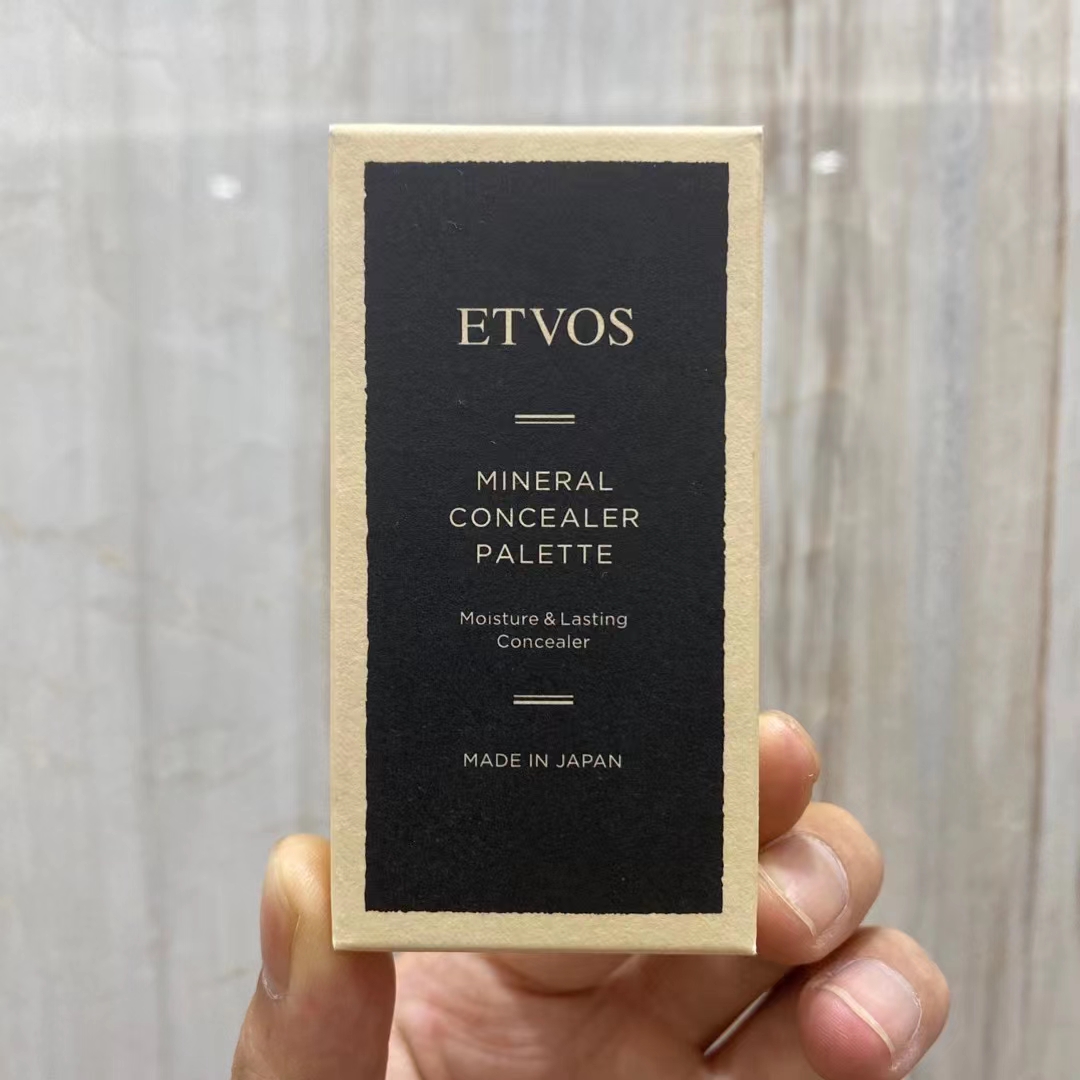 ETVOS
MINERAL
CONCEALER
PALETTE
Moisture & Lasting
Concealer
MADE IN JAPAN